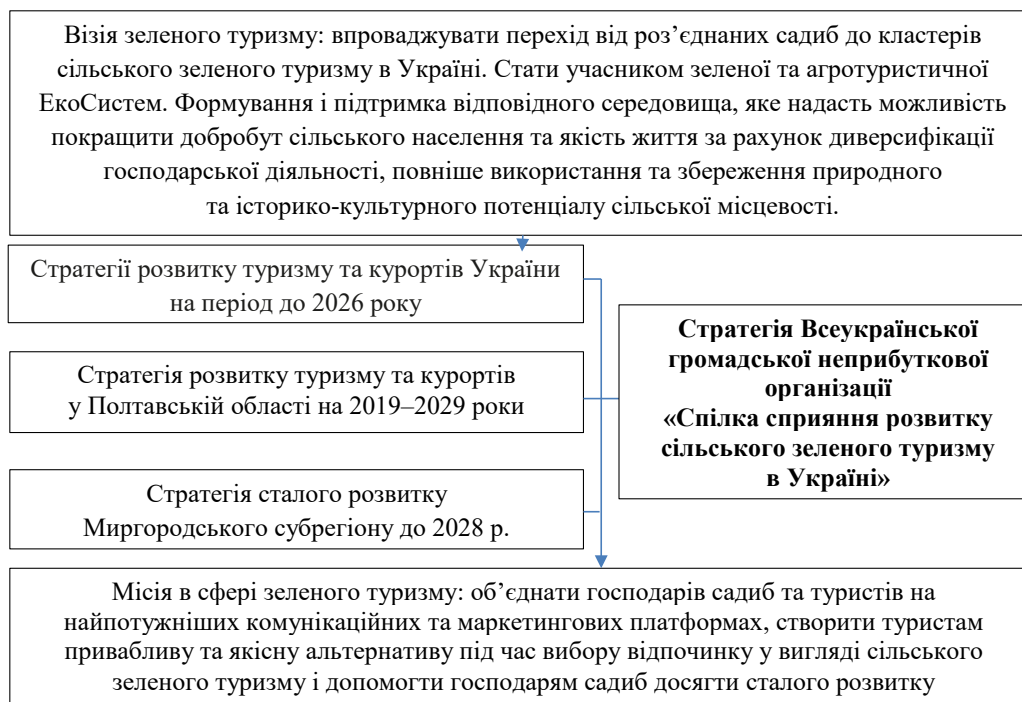 Візія зеленого туризму: впроваджувати перехід від роз’єднаних садиб до кластерів
сільського зеленого туризму в Україні. Стати учасником зеленої та агротуристичної
ЕкоСистем. Формування і підтримка відповідного середовища, яке надасть можливість
покращити добробут сільського населення та якість життя за рахунок диверсифікації
господарської діяльності, повніше використання та збереження природного
та історико-культурного потенціалу сільської місцевості.
Стратегії розвитку туризму та курортів України
на період до 2026 року
Стратегія розвитку туризму та курортів
у Полтавській області на 2019–2029 роки
Стратегія сталого розвитку
Миргородського субрегіону до 2028 р.
Стратегія Всеукраїнської
громадської неприбуткової
організації
«Спілка сприяння розвитку
сільського зеленого туризму
в Україні»
Місія в сфері зеленого туризму: об’єднати господарів садиб та туристів на
найпотужніших комунікаційних та маркетингових платформах, створити туристам
привабливу та якісну альтернативу під час вибору відпочинку у вигляді сільського
зеленого туризму і допомогти господарям садиб досягти сталого розвитку